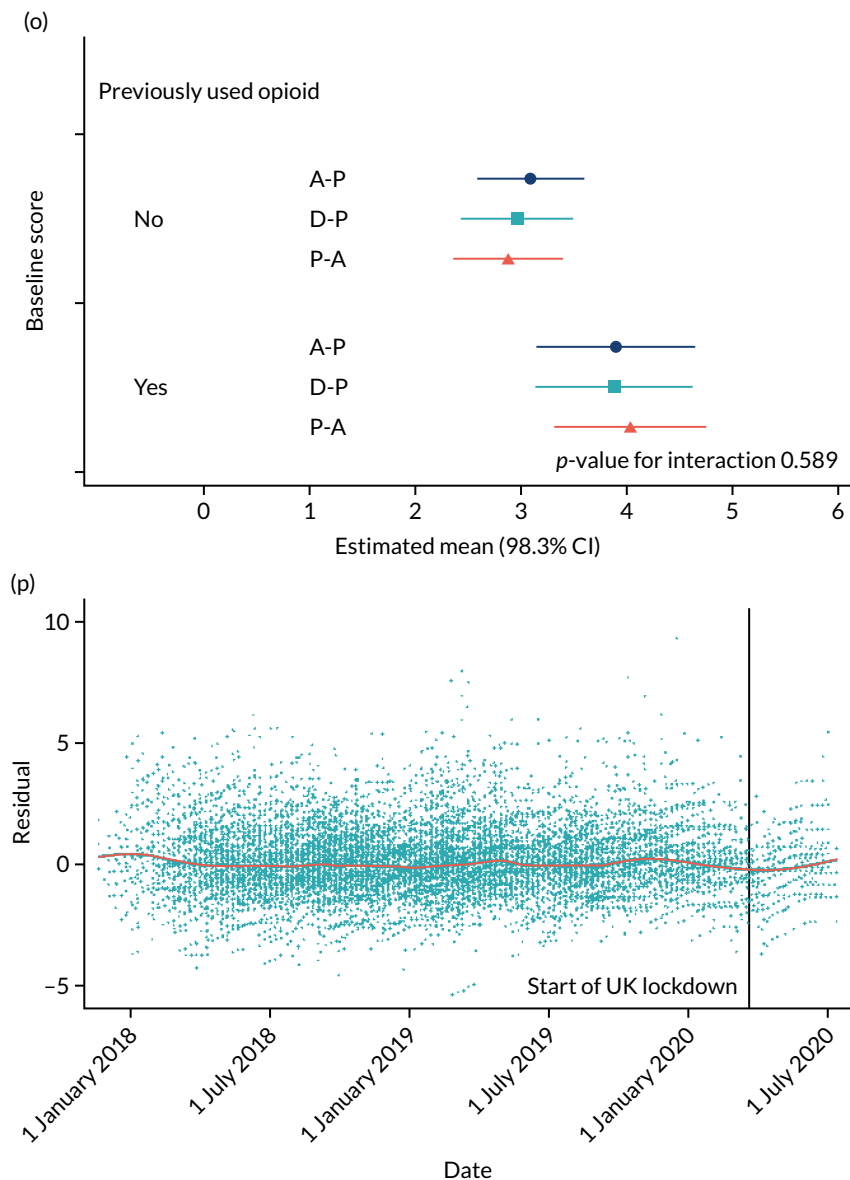 (o)
Previously used opioid
Baseline score
No
A-P
D-P
P-A
Yes
A-P
D-P
P-A
p-value for interaction 0.589
0 1 2 3 4 5 6
Estimated mean (98.3% CI)
(p)
Residual
10
5
0
–5
Start of UK lockdown
1 January 2018
1 July 2018
1 January 2019
1 July 2019
1 January 2020
1 July 2020
Date